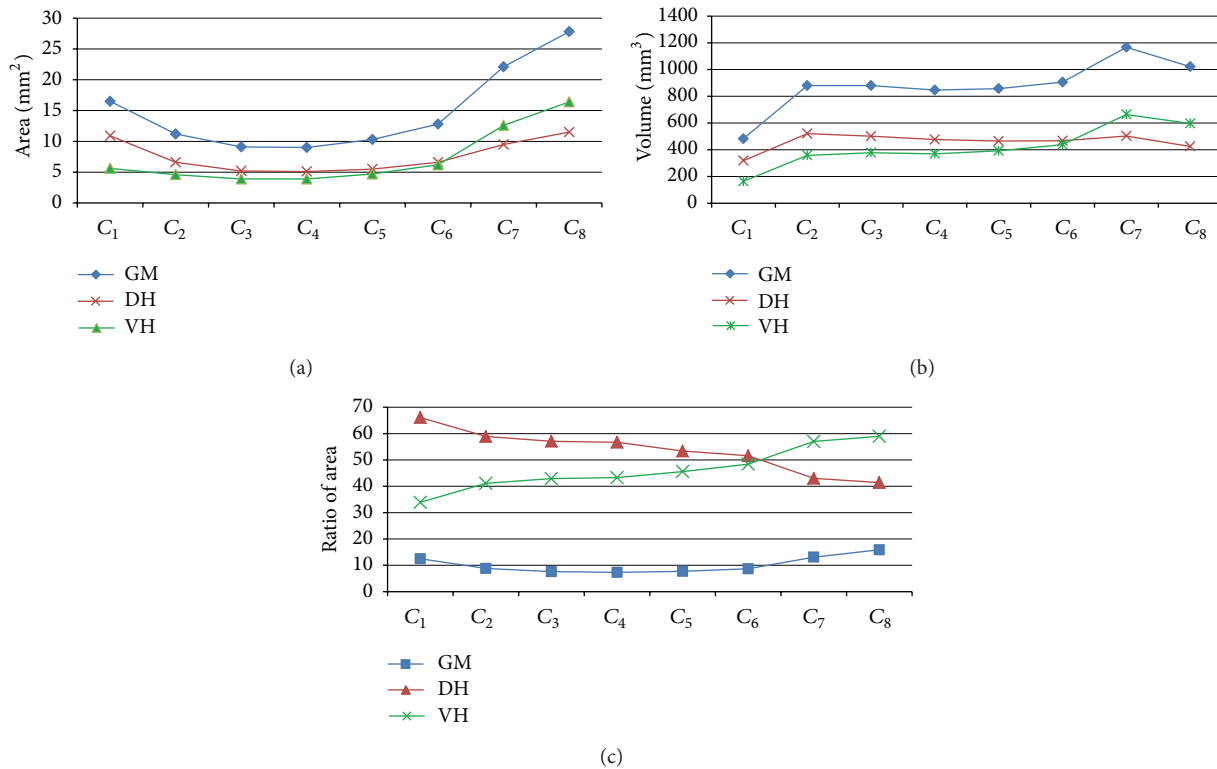 Area (mm²)
30
25
20
15
10
5
0
C₁ C₂ C₃ C₄ C₅ C₆ C₇ C₈
GM
DH
VH
(a)
Volume (mm³)
1400
1200
1000
800
600
400
200
0
C₁ C₂ C₃ C₄ C₅ C₆ C₇ C₈
GM
DH
VH
(b)
Ratio of area
70
60
50
40
30
20
10
0
C₁ C₂ C₃ C₄ C₅ C₆ C₇ C₈
GM
DH
VH
(c)